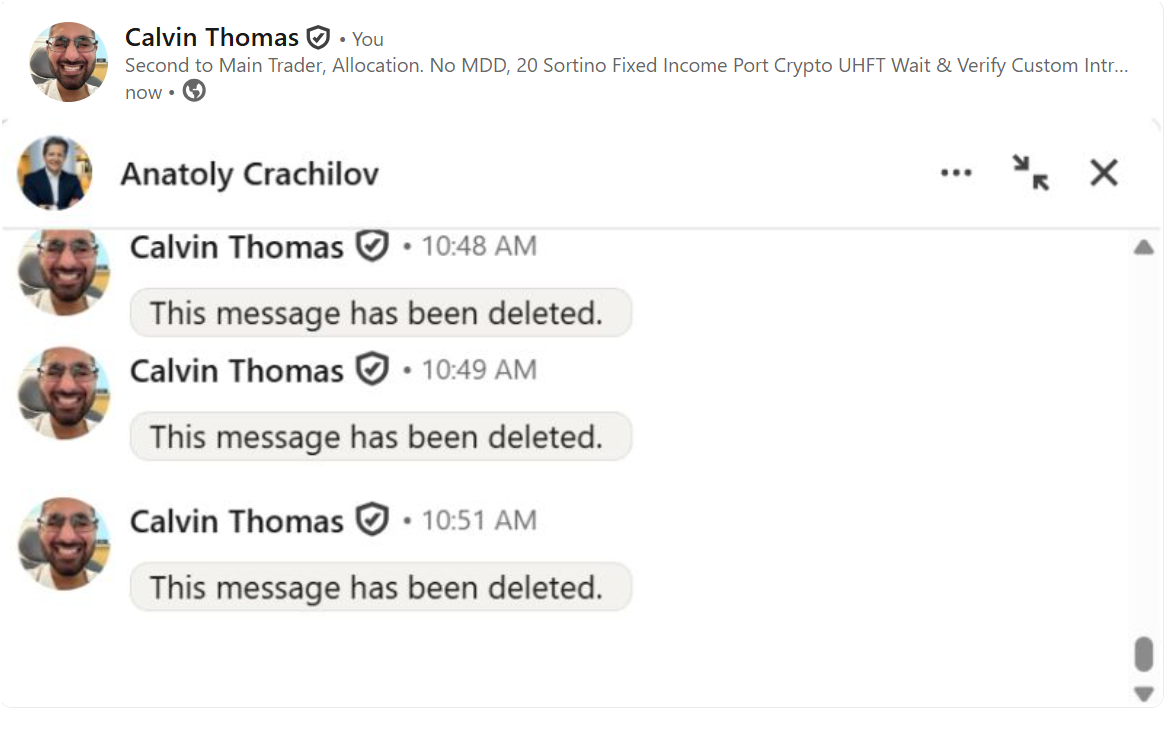 Calvin Thomas • You
Second to Main Trader, Allocation. No MDD, 20 Sortino Fixed Income Port Crypto UHFT Wait & Verify Custom Intr...
now •
Anatoly Crachilov
Calvin Thomas • 10:48 AM
This message has been deleted.
Calvin Thomas • 10:49 AM
This message has been deleted.
Calvin Thomas • 10:51 AM
This message has been deleted.